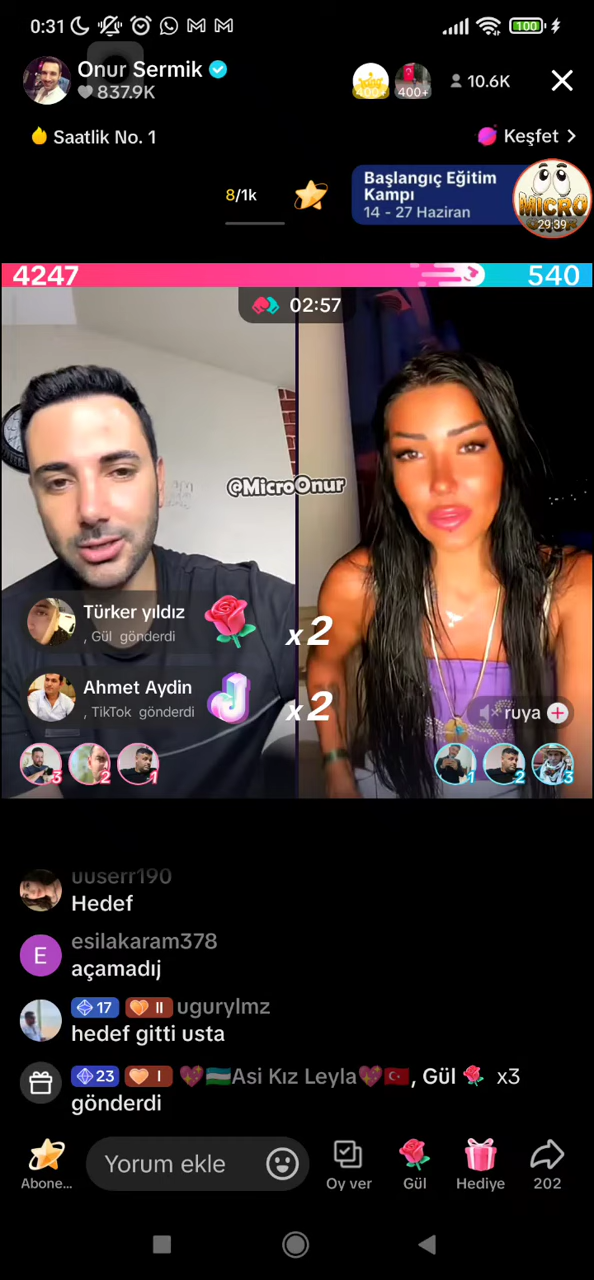 0:31
100
Onur Sermik
837.9K
400+
400+
10.6K
Saatlik No. 1
Keşfet
8/1k
Başlangıç Eğitim
Kampı
14 - 27 Haziran
MICRO
29:39
4247
540
02:57
@MicroOnur
Türker yıldız
, Gül gönderdi
x2
Ahmet Aydin
, TikTok gönderdi
x2
ruya
3
2
1
1
2
3
uuserr190
Hedef
E
esilakaram378
açamadıj
17 II ugurylmz
hedef gitti usta
23 I Asi Kız Leyla, Gül x3
gönderdi
Abone...
Yorum ekle
Oy ver
Gül
Hediye
202